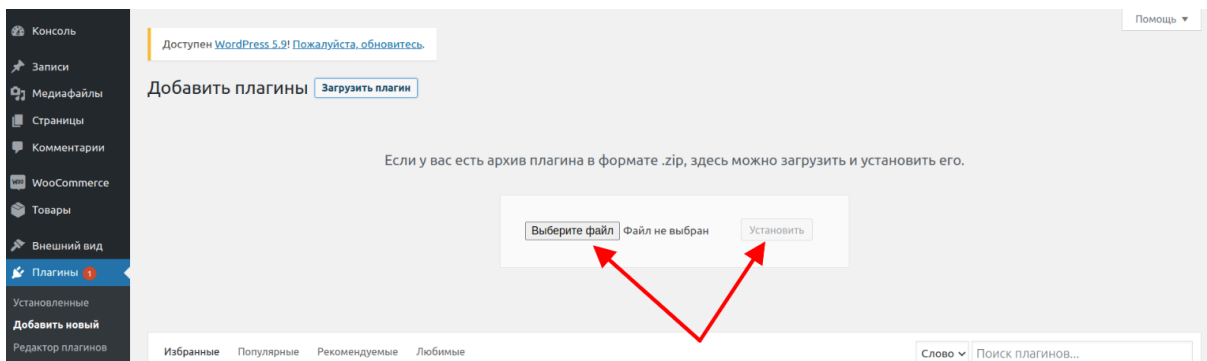 Помощь ▼
Консоль
Доступен WordPress 5.9! Пожалуйста, обновитесь.
Записи
Добавить плагины Загрузить плагин
Медиафайлы
Страницы
Комментарии
Если у вас есть архив плагина в формате .zip, здесь можно загрузить и установить его.
WooCommerce
Товары
Выберите файл Файл не выбран Установить
Внешний вид
Плагины 1
Установленные
Добавить новый
Редактор плагинов
Избранные Популярные Рекомендуемые Любимые Слово Поиск плагинов...